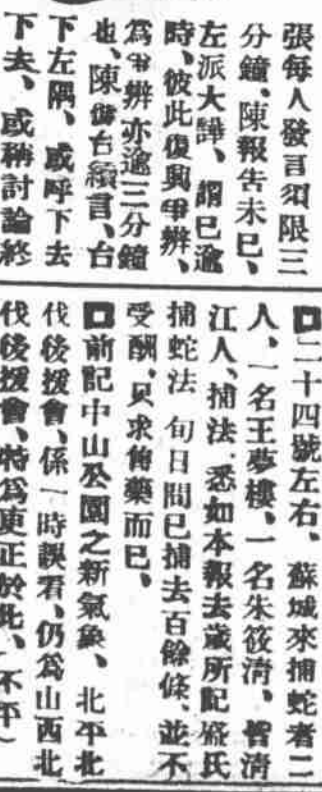 張每人發言須限三
分鐘、陳報告未已、
左派大譁、謂已逾
時、彼此復興爭辯、
爲爭辯亦逾三分鐘
也、陳御台續言、台
下左隅、或呼下去
下去、或稱討論終
□二十四號左右、蘇城來捕蛇者二
人、一名王夢樓、一名朱筱清、皆清
江人、捕法、悉如本報去歲所記盛氏
捕蛇法 旬日間已捕去百餘條、並不
受酬、只求售藥而已、
□前記中山公園之新氣象、北平北
伐後援會、係一時誤看、仍爲山西北
伐後援會、特爲更正於此、(不平)